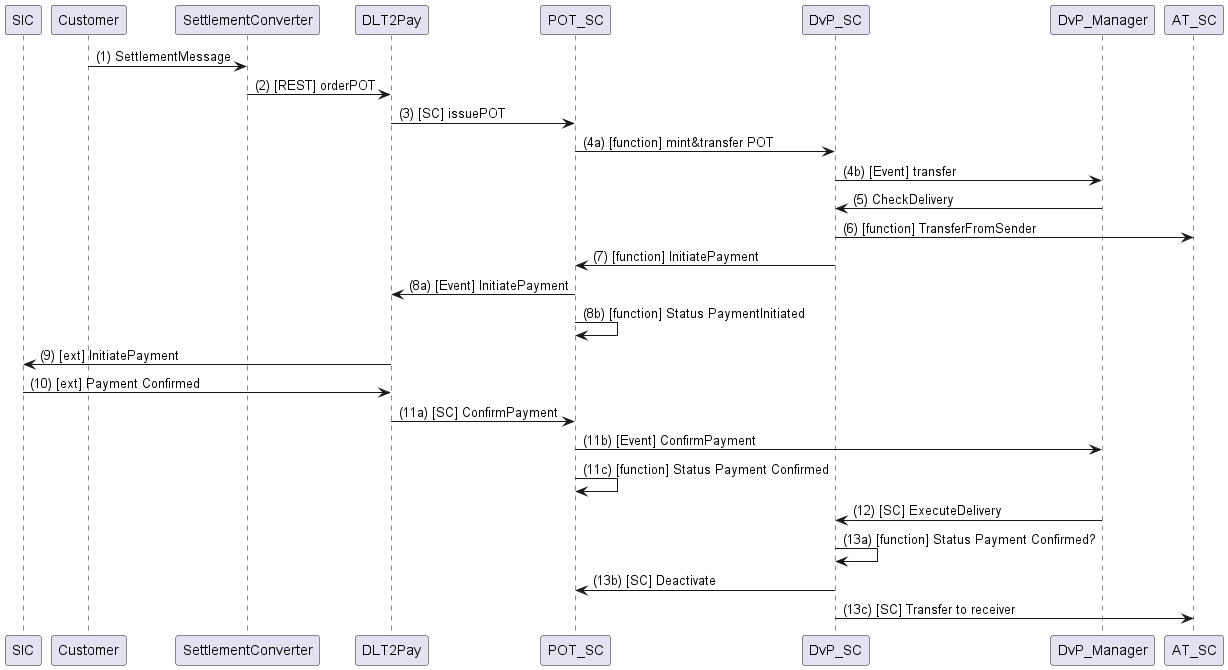 SIC Customer SettlementConverter DLT2Pay POT_SC DvP_SC DvP_Manager AT_SC
(1) SettlementMessage
(2) [REST] orderPOT
(3) [SC] issuePOT
(4a) [function] mint&transfer POT
(4b) [Event] transfer
(5) CheckDelivery
(6) [function] TransferFromSender
(7) [function] InitiatePayment
(8a) [Event] InitiatePayment
(8b) [function] Status PaymentInitiated
(9) [ext] InitiatePayment
(10) [ext] Payment Confirmed
(11a) [SC] ConfirmPayment
(11b) [Event] ConfirmPayment
(11c) [function] Status Payment Confirmed
(12) [SC] ExecuteDelivery
(13a) [function] Status Payment Confirmed?
(13b) [SC] Deactivate
(13c) [SC] Transfer to receiver
SIC Customer SettlementConverter DLT2Pay POT_SC DvP_SC DvP_Manager AT_SC